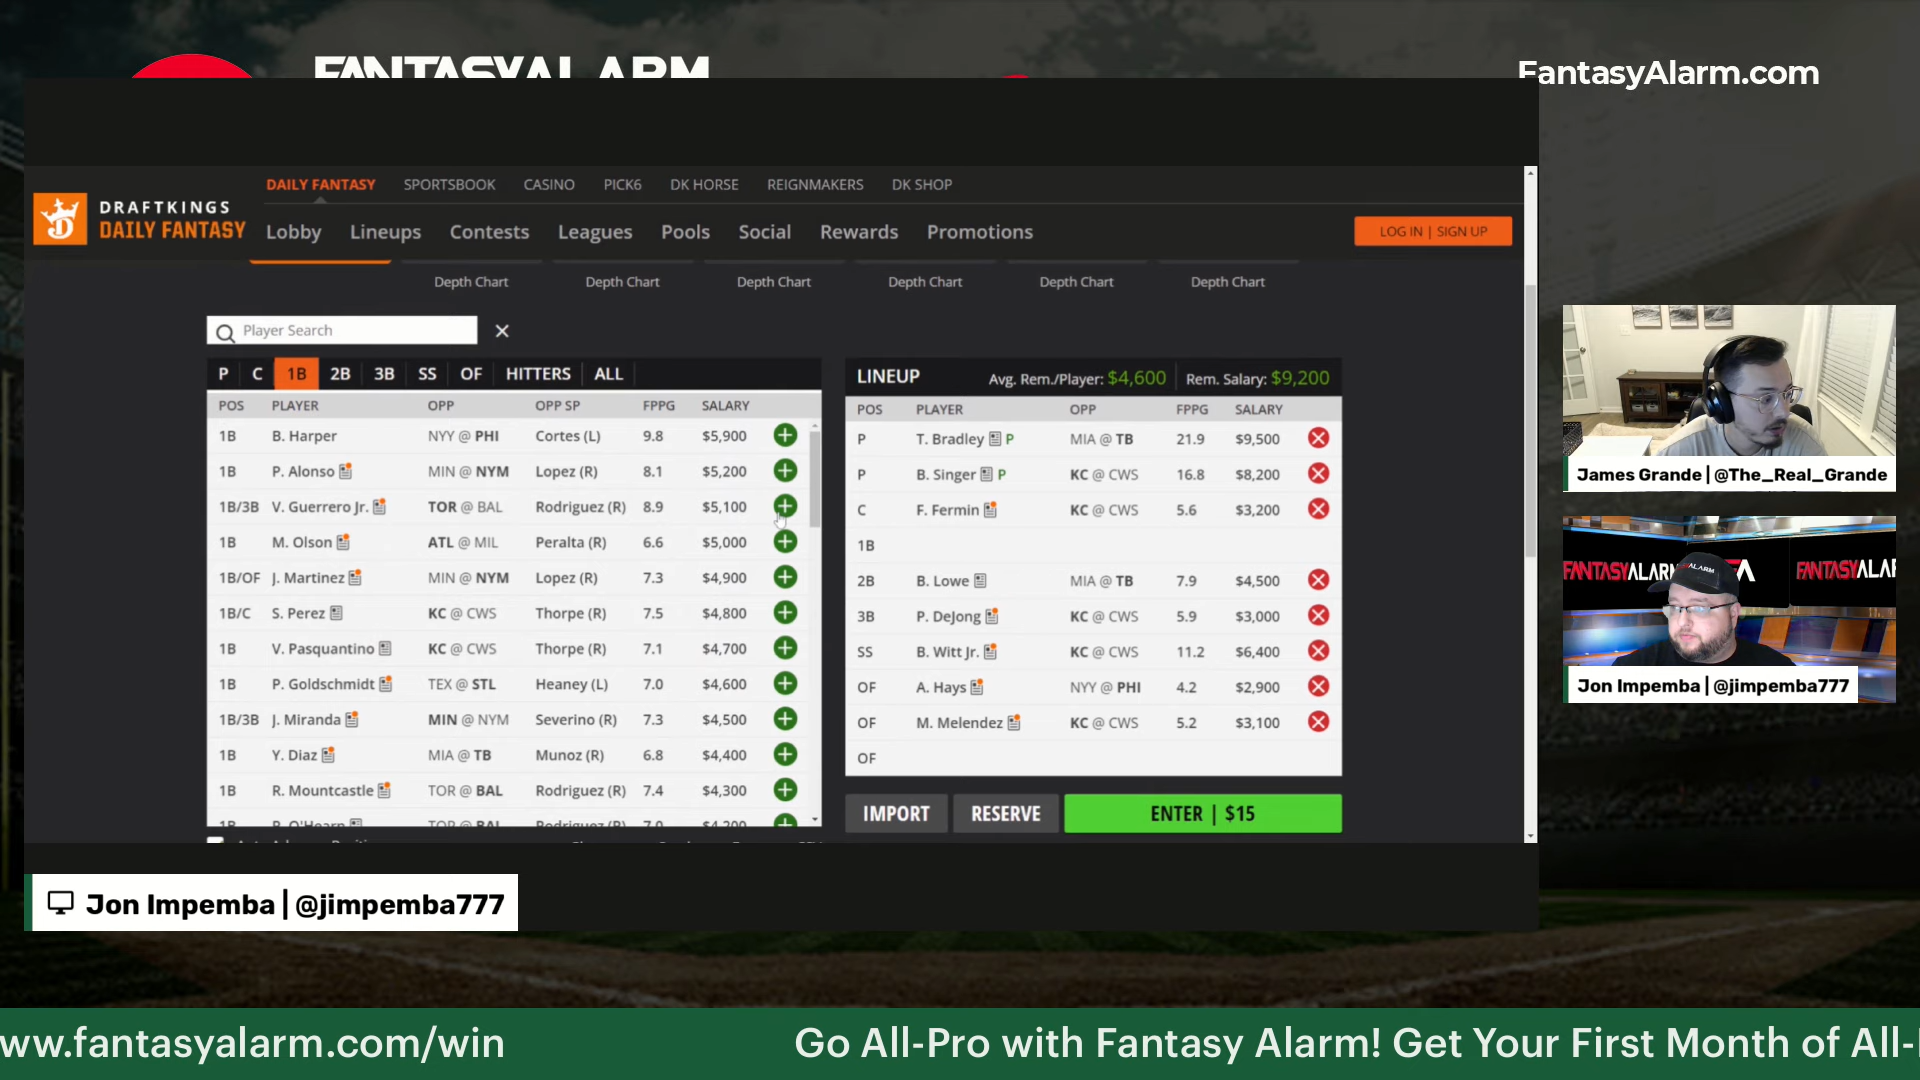 FANTASYALARM
FantasyAlarm.com
DAILY FANTASY SPORTSBOOK CASINO PICK6 DK HORSE REIGNMAKERS DK SHOP
DRAFTKINGS
DAILY FANTASY
Lobby Lineups Contests Leagues Pools Social Rewards Promotions
LOG IN | SIGN UP
Depth Chart Depth Chart Depth Chart Depth Chart Depth Chart Depth Chart
Player Search
P C 1B 2B 3B SS OF HITTERS ALL
POS PLAYER OPP OPP SP FPPG SALARY
1B B. Harper NYY @ PHI Cortes (L) 9.8 $5,900
1B P. Alonso MIN @ NYM Lopez (R) 8.1 $5,200
1B/3B V. Guerrero Jr. TOR @ BAL Rodriguez (R) 8.9 $5,100
1B M. Olson ATL @ MIL Peralta (R) 6.6 $5,000
1B/OF J. Martinez MIN @ NYM Lopez (R) 7.3 $4,900
1B/C S. Perez KC @ CWS Thorpe (R) 7.5 $4,800
1B V. Pasquantino KC @ CWS Thorpe (R) 7.1 $4,700
1B P. Goldschmidt TEX @ STL Heaney (L) 7.0 $4,600
1B/3B J. Miranda MIN @ NYM Severino (R) 7.3 $4,500
1B Y. Diaz MIA @ TB Munoz (R) 6.8 $4,400
1B R. Mountcastle TOR @ BAL Rodriguez (R) 7.4 $4,300
1B R. O'Hearn TOR @ BAL Rodriguez (R) 7.0 $4,200
LINEUP Avg. Rem./Player: $4,600 Rem. Salary: $9,200
POS PLAYER OPP FPPG SALARY
P T. Bradley P MIA @ TB 21.9 $9,500
P B. Singer P KC @ CWS 16.8 $8,200
C F. Fermin KC @ CWS 5.6 $3,200
1B
2B B. Lowe MIA @ TB 7.9 $4,500
3B P. DeJong KC @ CWS 5.9 $3,000
SS B. Witt Jr. KC @ CWS 11.2 $6,400
OF A. Hays NYY @ PHI 4.2 $2,900
OF M. Melendez KC @ CWS 5.2 $3,100
OF
IMPORT RESERVE ENTER | $15
James Grande | @The_Real_Grande
FANTASYALARM FANTASYALAR
Jon Impemba | @jimpemba777
Jon Impemba | @jimpemba777
ww.fantasyalarm.com/win Go All-Pro with Fantasy Alarm! Get Your First Month of All-